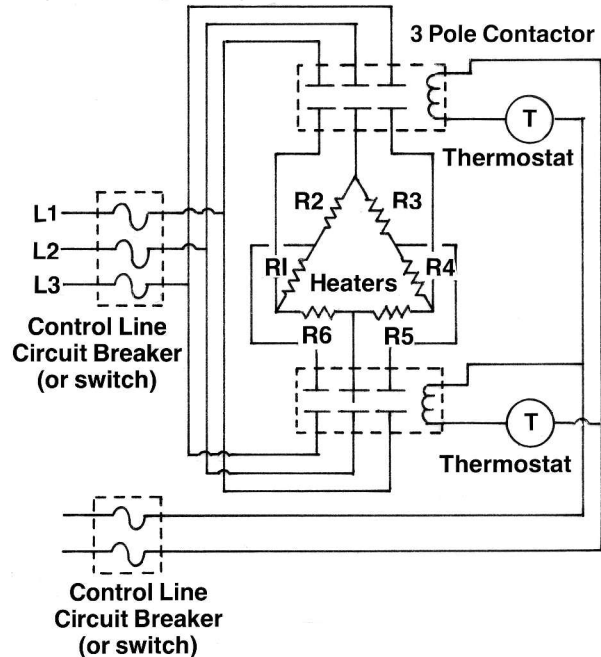 3 Pole Contactor
T
Thermostat
R2
R3
L1
L2
RI
R4
L3
Heaters
Control Line
Circuit Breaker
(or switch)
R6
R5
T
Thermostat
Control Line
Circuit Breaker
(or switch)